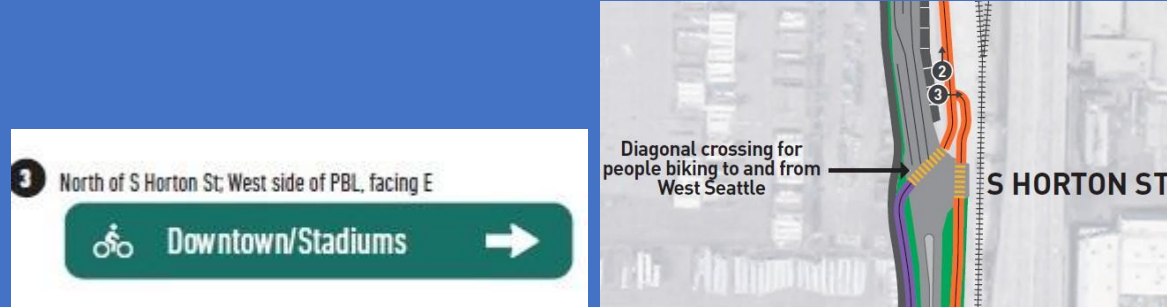 3 North of S Horton St; West side of PBL, facing E
Downtown/Stadiums
2
3
Diagonal crossing for
people biking to and from
West Seattle
S HORTON ST